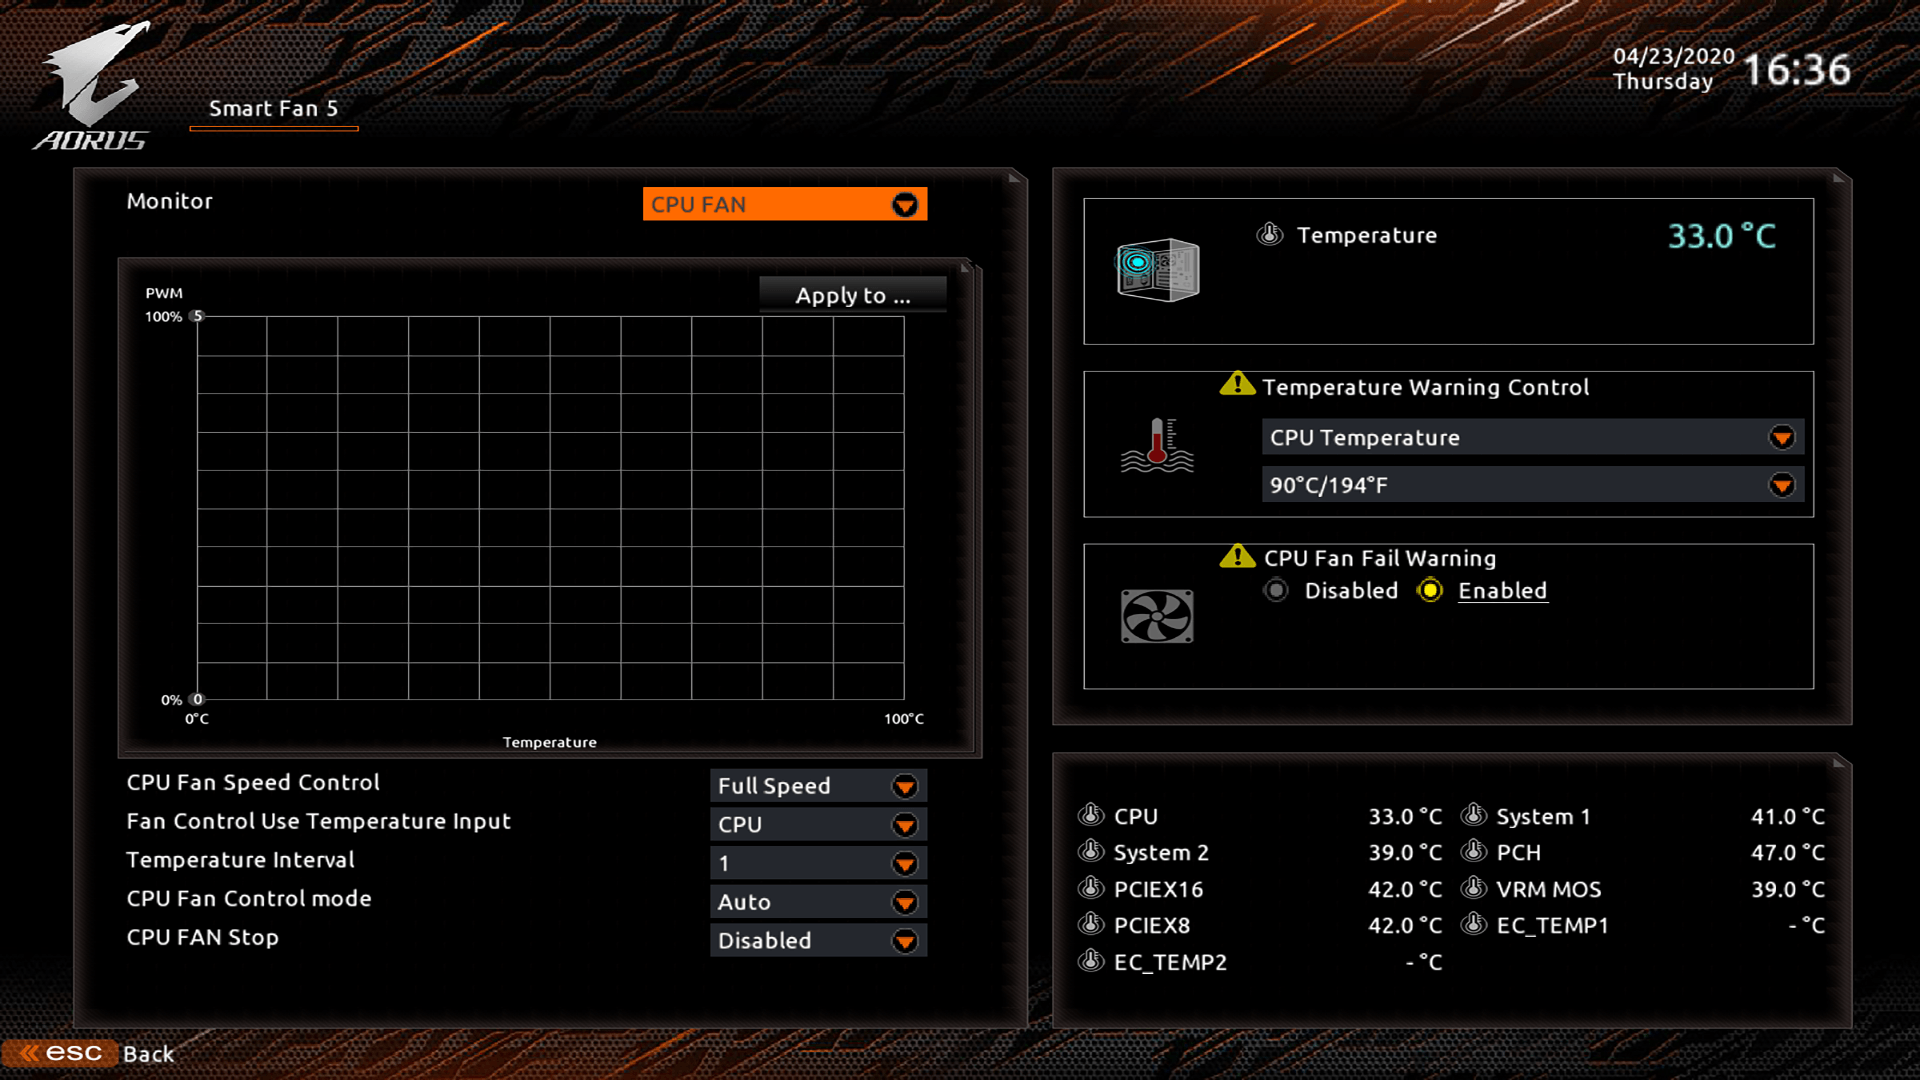 AORUS
Smart Fan 5
04/23/2020
Thursday
16:36
Monitor
CPU FAN
PWM
Apply to ...
100%
5
0%
0
0°C
100°C
Temperature
CPU Fan Speed Control
Full Speed
Fan Control Use Temperature Input
CPU
Temperature Interval
1
CPU Fan Control mode
Auto
CPU FAN Stop
Disabled
Temperature
33.0 °C
Temperature Warning Control
CPU Temperature
90°C/194°F
CPU Fan Fail Warning
Disabled Enabled
CPU 33.0 °C System 1 41.0 °C
System 2 39.0 °C PCH 47.0 °C
PCIEX16 42.0 °C VRM MOS 39.0 °C
PCIEX8 42.0 °C EC_TEMP1 - °C
EC_TEMP2 - °C
esc Back